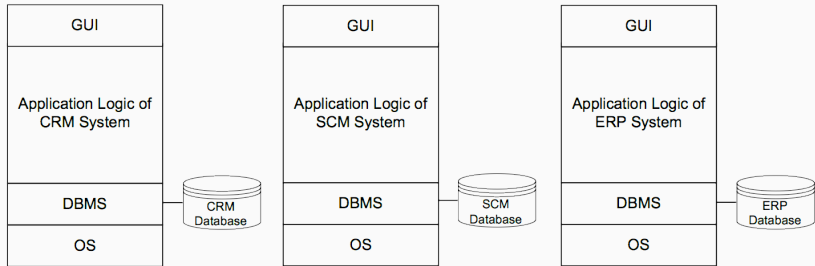 GUI
Application Logic of
CRM System
DBMS
OS
CRM
Database
GUI
Application Logic of
SCM System
DBMS
OS
SCM
Database
GUI
Application Logic of
ERP System
DBMS
OS
ERP
Database